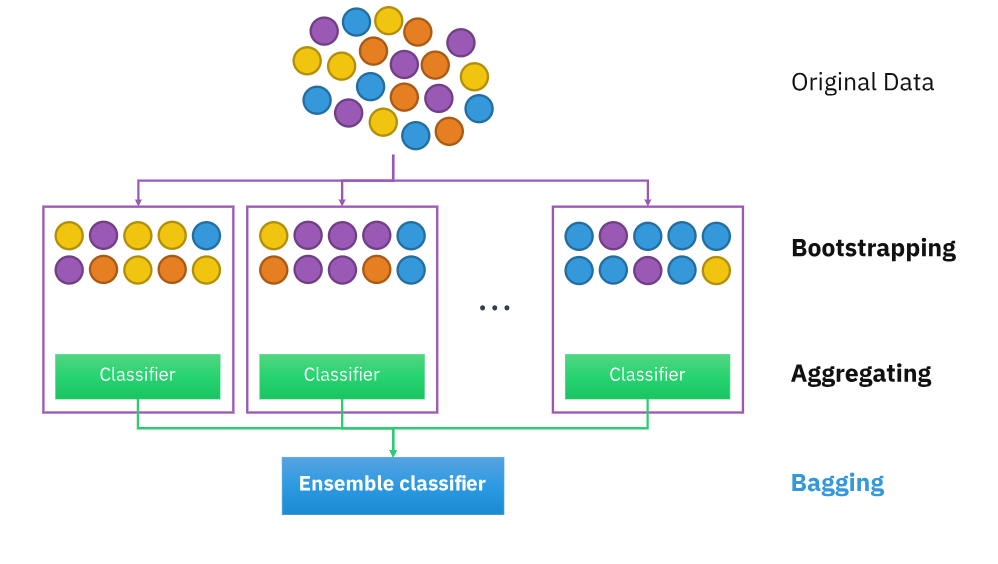 Original Data
Bootstrapping
...
Classifier
Classifier
Classifier
Aggregating
Ensemble classifier
Bagging